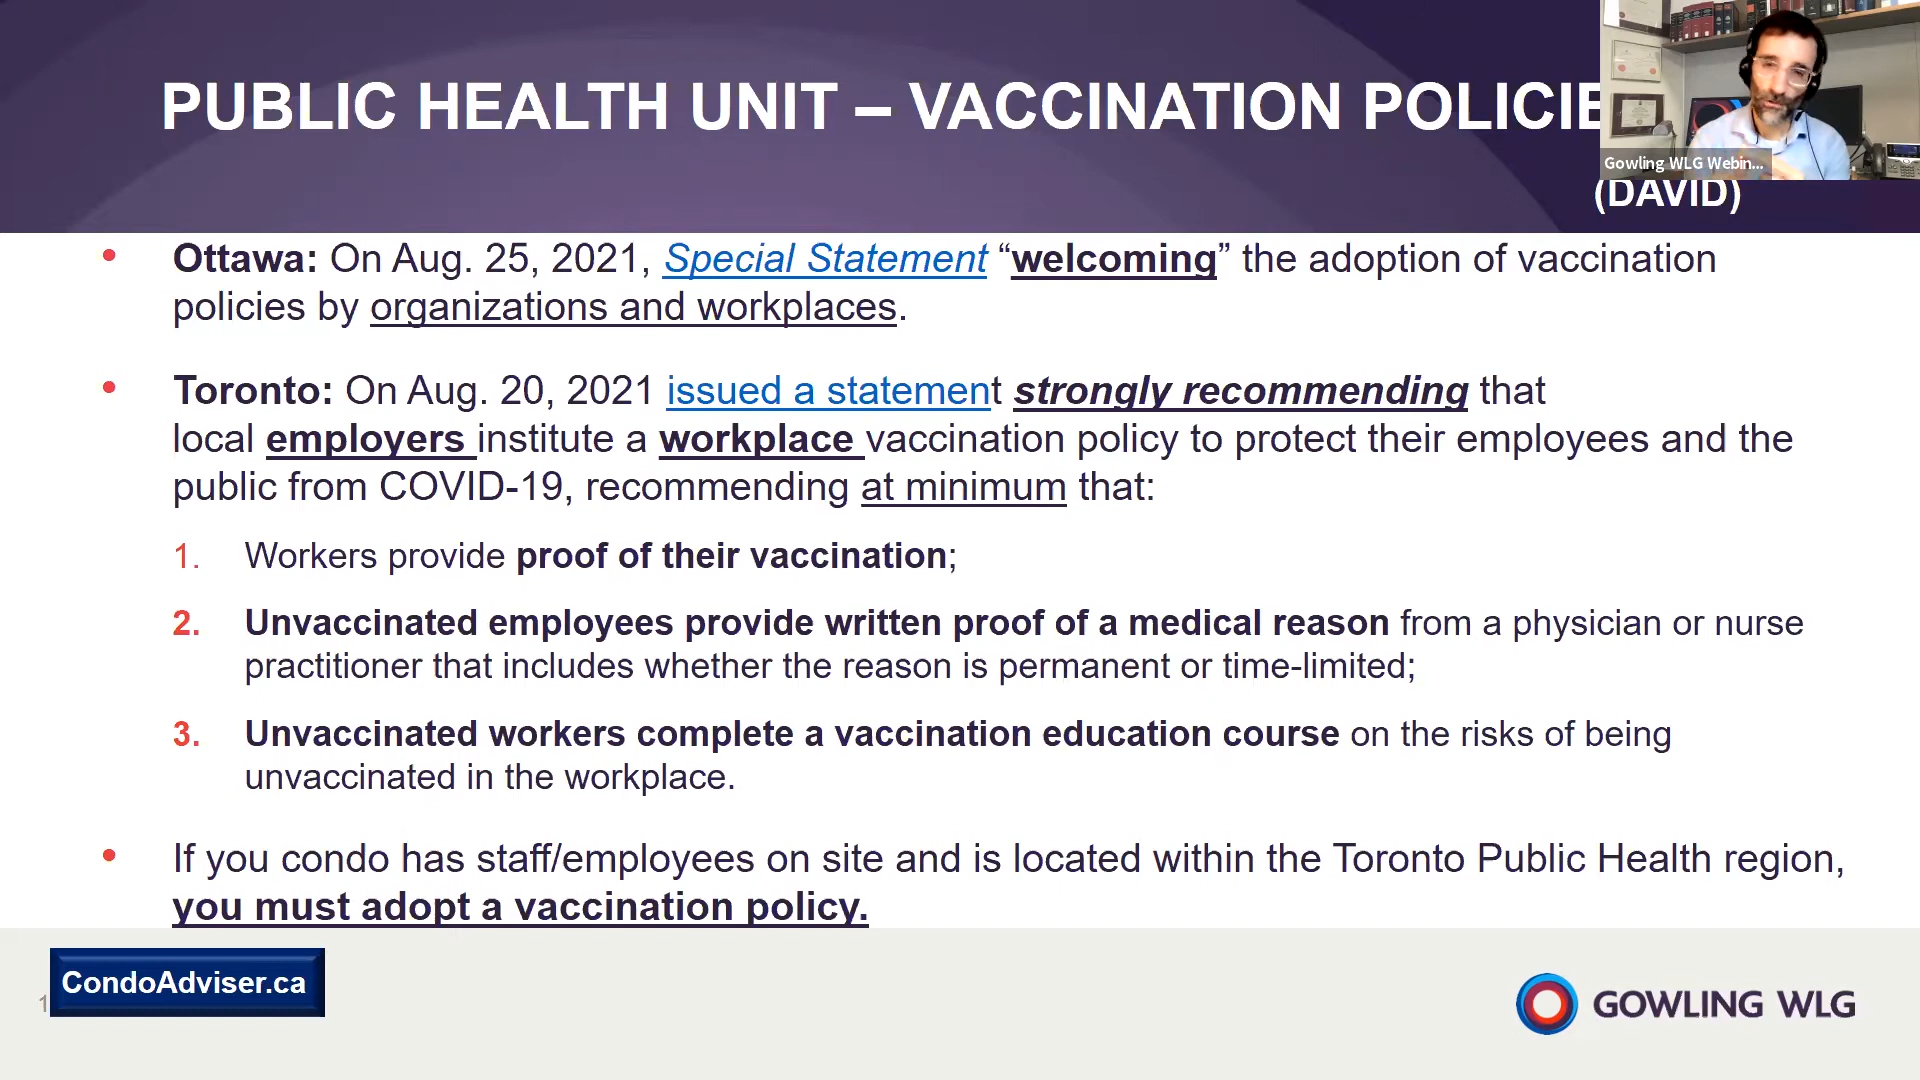 PUBLIC HEALTH UNIT – VACCINATION POLICIE
Gowling WLG Webin...
(DAVID)
• Ottawa: On Aug. 25, 2021, Special Statement “welcoming” the adoption of vaccination
policies by organizations and workplaces.
• Toronto: On Aug. 20, 2021 issued a statement strongly recommending that
local employers institute a workplace vaccination policy to protect their employees and the
public from COVID-19, recommending at minimum that:
1. Workers provide proof of their vaccination;
2. Unvaccinated employees provide written proof of a medical reason from a physician or nurse
practitioner that includes whether the reason is permanent or time-limited;
3. Unvaccinated workers complete a vaccination education course on the risks of being
unvaccinated in the workplace.
• If you condo has staff/employees on site and is located within the Toronto Public Health region,
you must adopt a vaccination policy.
1
CondoAdviser.ca
GOWLING WLG